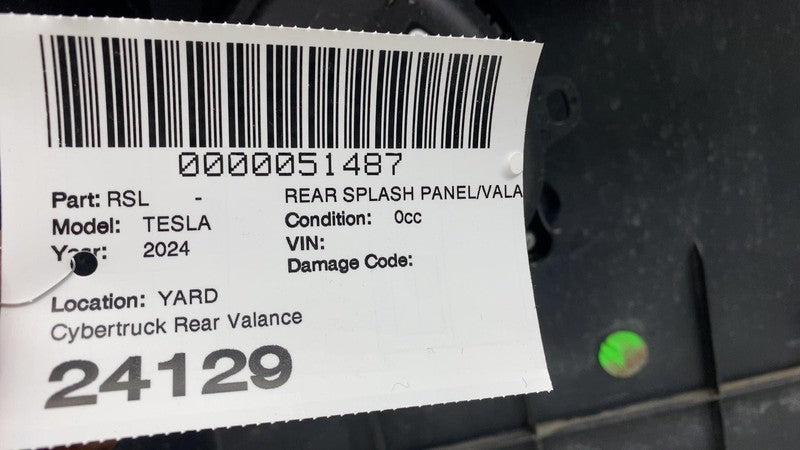 0000051487
Part: RSL - REAR SPLASH PANEL/VALA
Model: TESLA Condition: 0cc
Year: 2024 VIN:
Damage Code:
Location: YARD
Cybertruck Rear Valance
24129